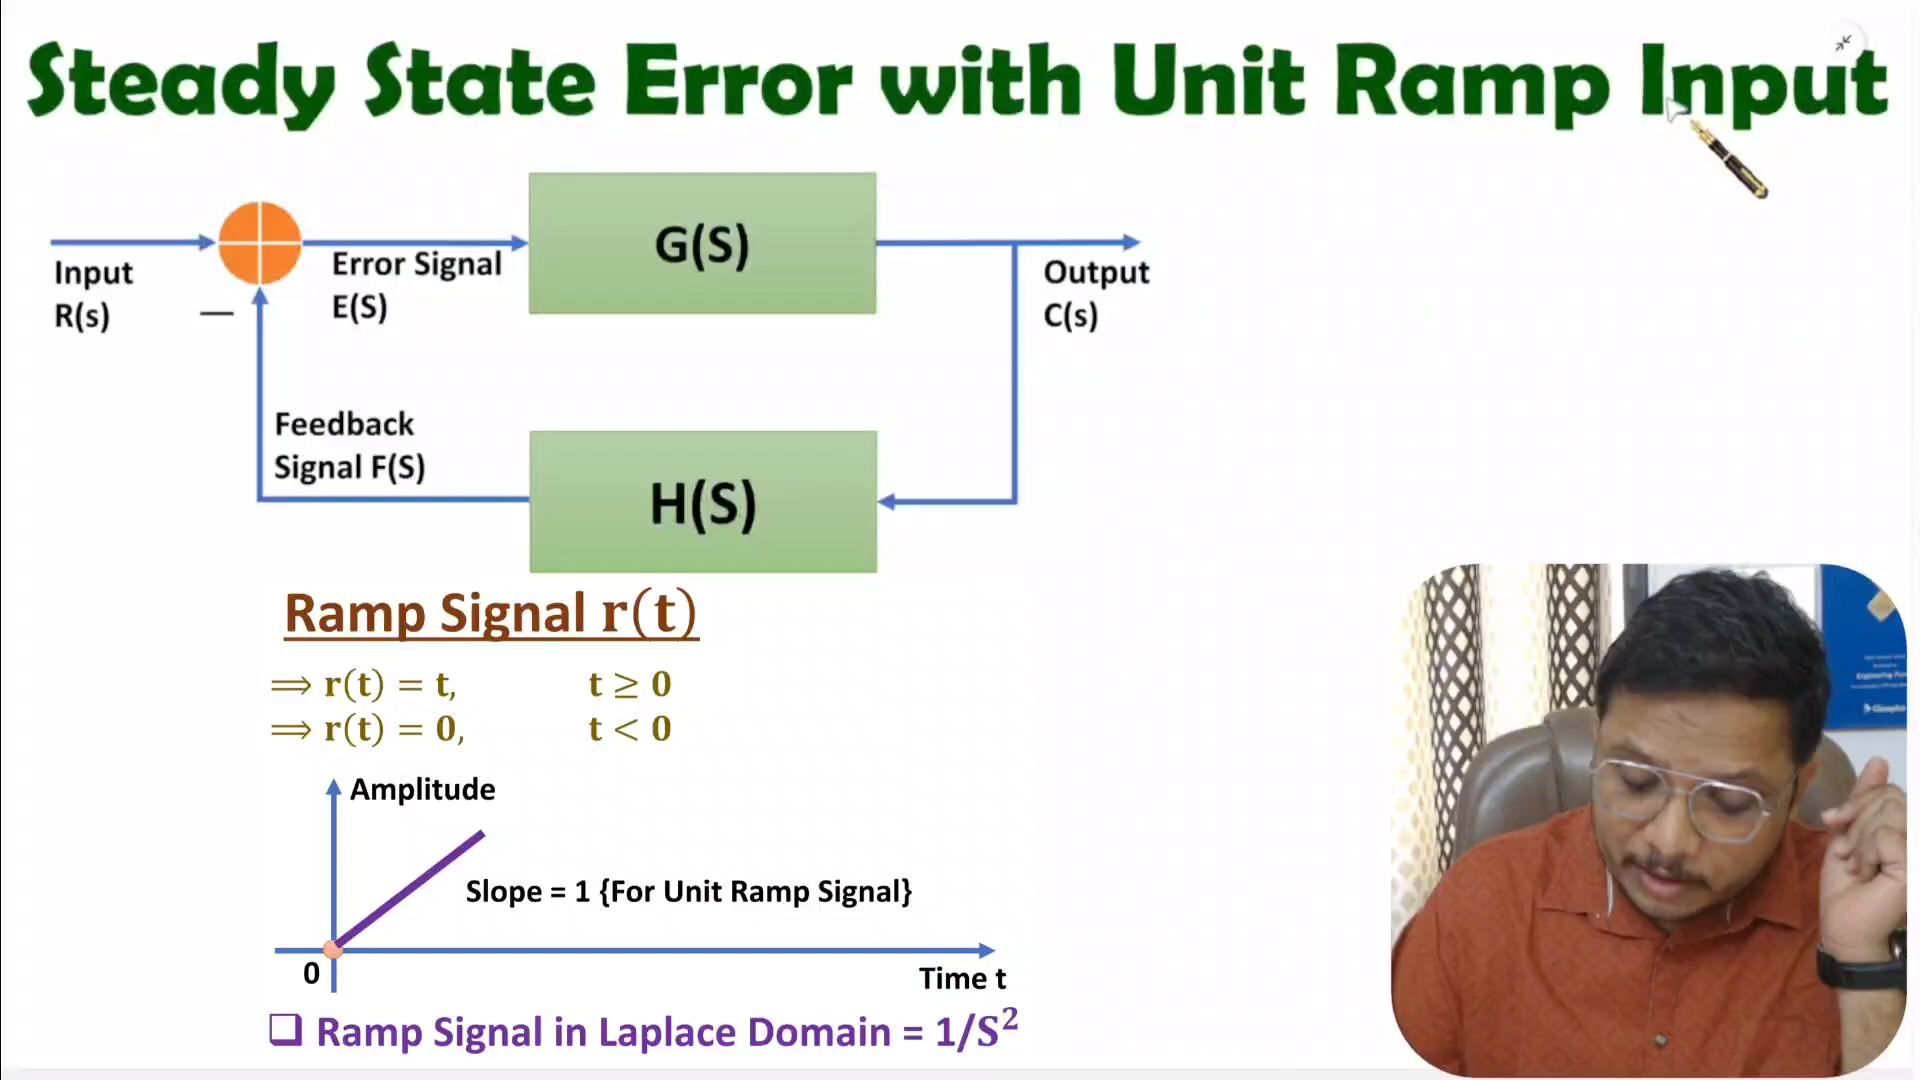 Steady State Error with Unit Ramp Input
Input
R(s)
—
Error Signal
E(S)
G(S)
Output
C(s)
Feedback
Signal F(S)
H(S)
Ramp Signal r(t)
⟹ r(t) = t, t ≥ 0
⟹ r(t) = 0, t < 0
Amplitude
Slope = 1 {For Unit Ramp Signal}
0
Time t
❑ Ramp Signal in Laplace Domain = 1/S²